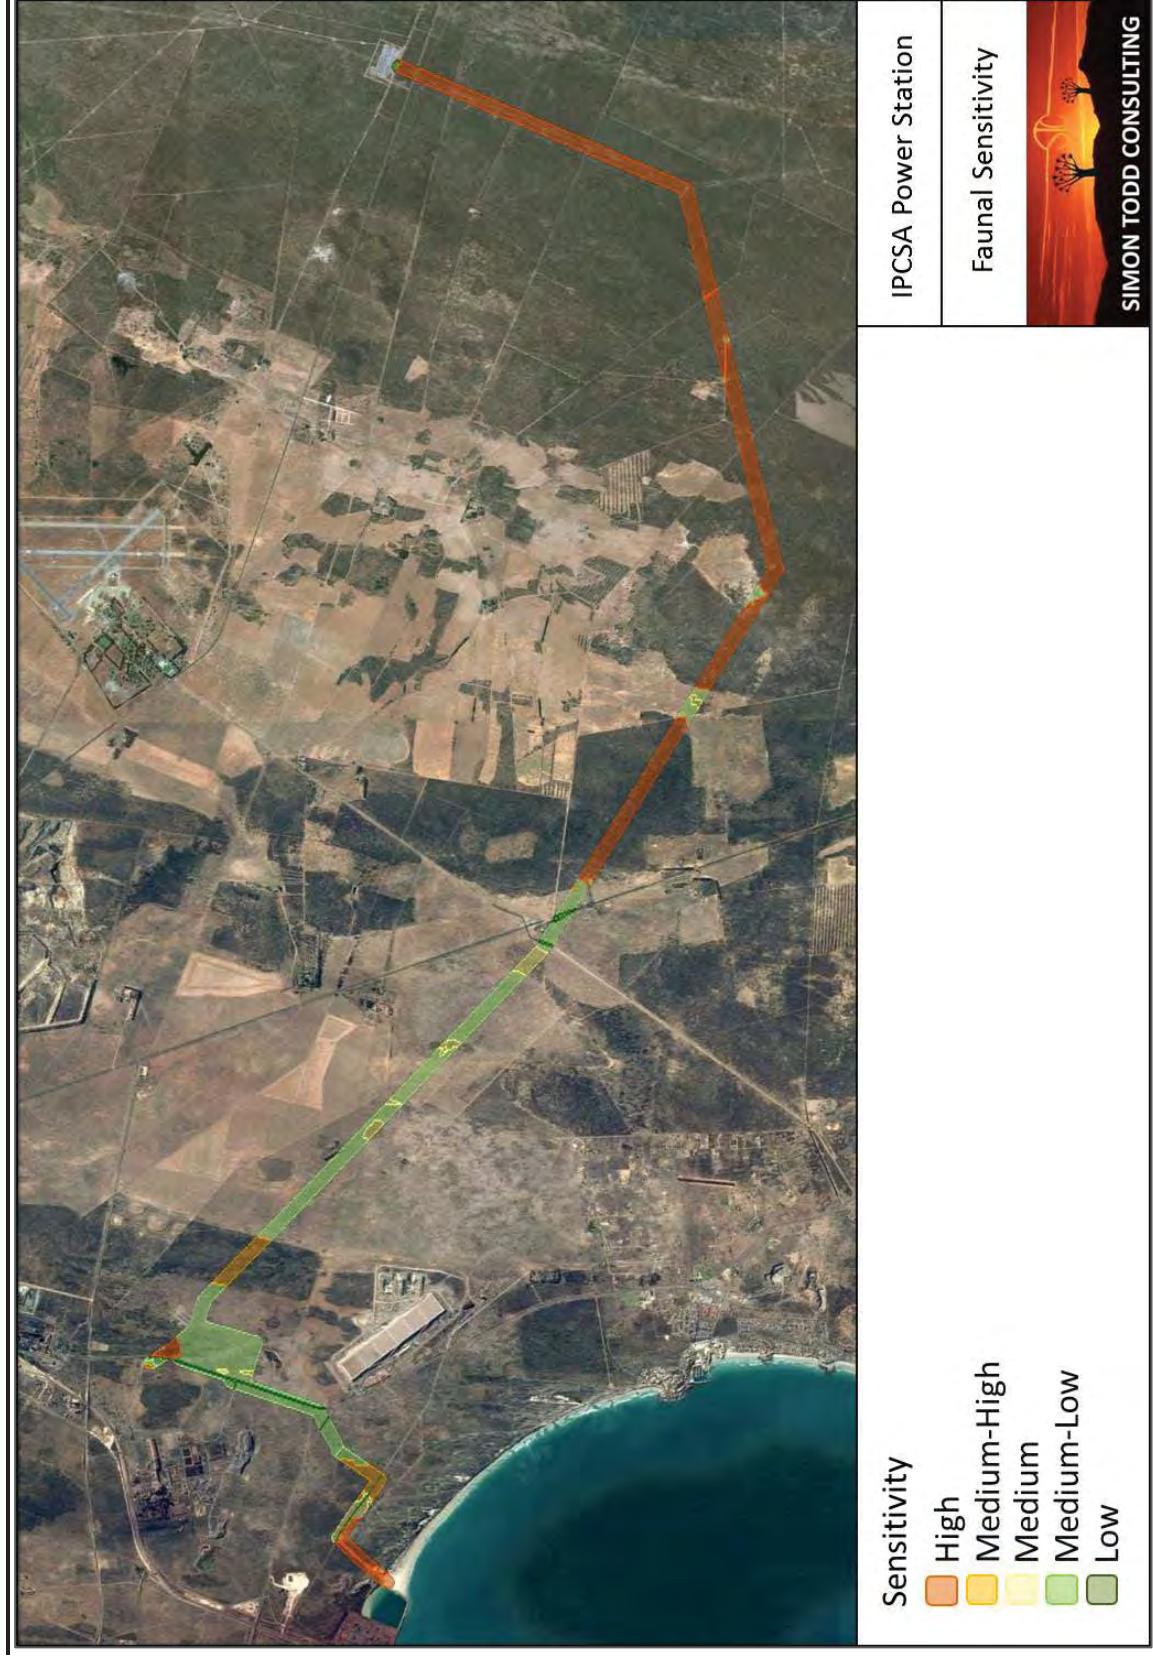 IPCSA Power Station
Faunal Sensitivity
SIMON TODD CONSULTING
Sensitivity
High
Medium-High
Medium
Medium-Low
Low